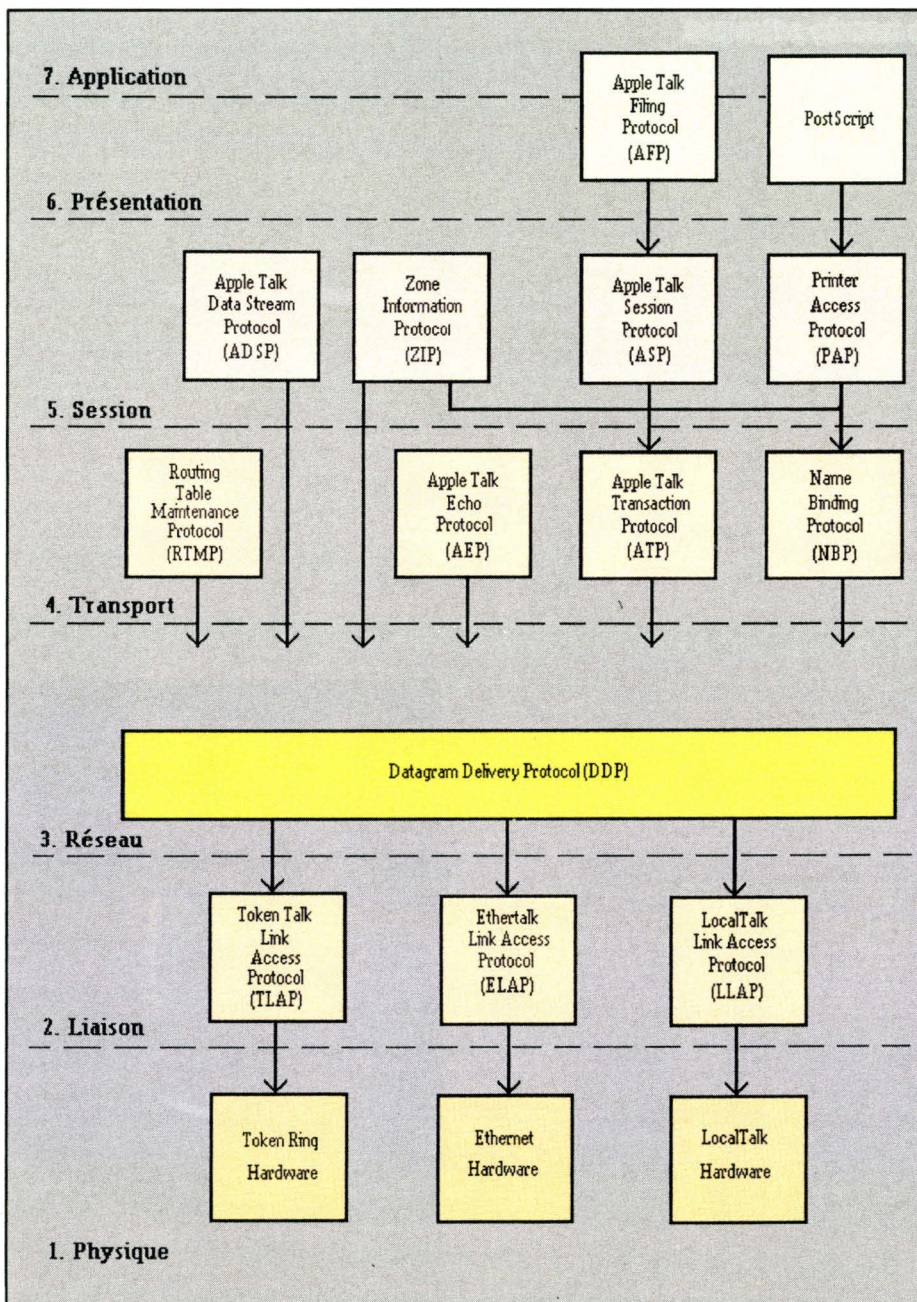 7. Application
Apple Talk
Filing
Protocol
(AFP)
PostScript
6. Présentation
Apple Talk
Data Stream
Protocol
(ADSP)
Zone
Information
Protocol
(ZIP)
Apple Talk
Session
Protocol
(ASP)
Printer
Access
Protocol
(PAP)
5. Session
Routing
Table
Maintenance
Protocol
(RTMP)
Apple Talk
Echo
Protocol
(AEP)
Apple Talk
Transaction
Protocol
(ATP)
Name
Binding
Protocol
(NBP)
4. Transport
Datagram Delivery Protocol (DDP)
3. Réseau
Token Talk
Link
Access
Protocol
(TLAP)
Ethertalk
Link Access
Protocol
(ELAP)
LocalTalk
Link Access
Protocol
(LLAP)
2. Liaison
Token Ring
Hardware
Ethernet
Hardware
LocalTalk
Hardware
1. Physique